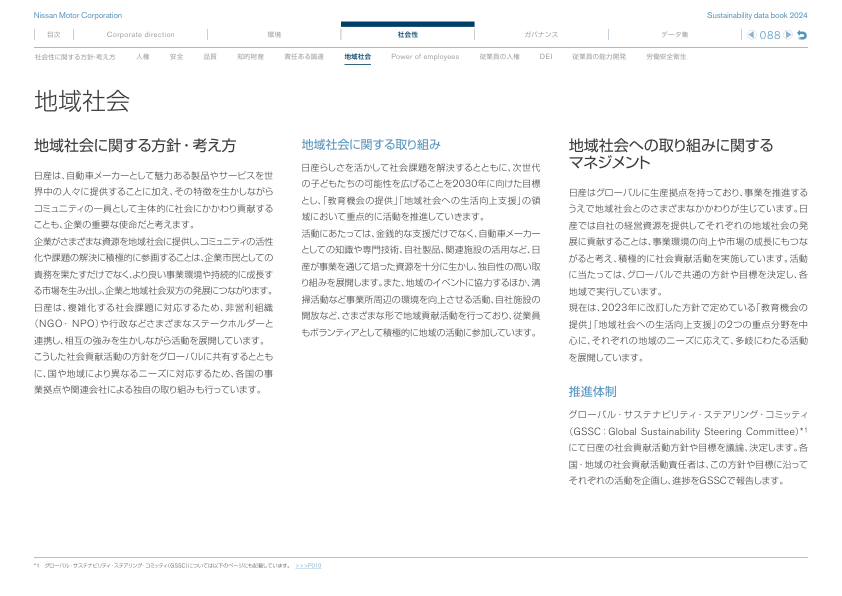 Nissan Motor Corporation
Sustainability data book 2024
目次
Corporate direction
環境
社会性
ガバナンス
データ集
088
社会性に関する方針・考え方
人権
安全
品質
知的財産
責任ある調達
地域社会
Power of employees
従業員の人権
DEI
従業員の能力開発
労働安全衛生
地域社会
地域社会に関する方針・考え方
日産は、自動車メーカーとして魅力ある製品やサービスを世
界中の人々に提供することに加え、その特徴を生かしながら
コミュニティの一員として主体的に社会にかかわり貢献する
ことも、企業の重要な使命だと考えます。
企業がさまざまな資源を地域社会に提供し、コミュニティの活性
化や課題の解決に積極的に参画することは、企業市民としての
責務を果たすだけでなく、より良い事業環境や持続的に成長す
る市場を生み出し、企業と地域社会双方の発展につながります。
日産は、複雑化する社会課題に対応するため、非営利組織
（NGO・NPO）や行政などさまざまなステークホルダーと
連携し、相互の強みを生かしながら活動を展開しています。
こうした社会貢献活動の方針をグローバルに共有するととも
に、国や地域により異なるニーズに対応するため、各国の事
業拠点や関連会社による独自の取り組みも行っています。
地域社会に関する取り組み
日産らしさを活かして社会課題を解決するとともに、次世代
の子どもたちの可能性を広げることを2030年に向けた目標
とし、「教育機会の提供」「地域社会への生活向上支援」の領
域において重点的に活動を推進していきます。
活動にあたっては、金銭的な支援だけでなく、自動車メーカー
としての知識や専門技術、自社製品、関連施設の活用など、日
産が事業を通じて培った資源を十分に生かし、独自性の高い取
り組みを展開します。また、地域のイベントに協力するほか、清
掃活動など事業所周辺の環境を向上させる活動、自社施設の
開放など、さまざまな形で地域貢献活動を行っており、従業員
もボランティアとして積極的に地域の活動に参加しています。
地域社会への取り組みに関する
マネジメント
日産はグローバルに生産拠点を持っており、事業を推進する
うえで地域社会とのさまざまなかかわりが生じています。日
産では自社の経営資源を提供してそれぞれの地域社会の発
展に貢献することは、事業環境の向上や市場の成長にもつな
がると考え、積極的に社会貢献活動を実施しています。活動
に当たっては、グローバルで共通の方針や目標を決定し、各
地域で実行しています。
現在は、2023年に改訂した方針で定めている「教育機会の
提供」「地域社会への生活向上支援」の2つの重点分野を中
心に、それぞれの地域のニーズに応えて、多岐にわたる活動
を展開しています。
推進体制
グローバル・サステナビリティ・ステアリング・コミッティ
（GSSC：Global Sustainability Steering Committee）*1
にて日産の社会貢献活動方針や目標を議論、決定します。各
国・地域の社会貢献活動責任者は、この方針や目標に沿って
それぞれの活動を企画し、進捗をGSSCで報告します。
*1 グローバル・サステナビリティ・ステアリング・コミッティ(GSSC)については以下のページにも記載しています。 >>>P010